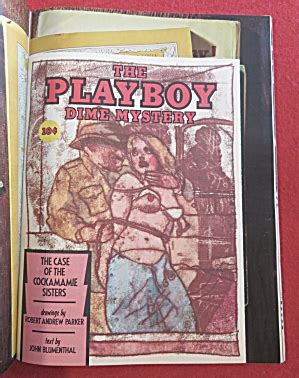 THE
PLAYBOY
DIME MYSTERY
10¢
THE CASE
OF THE
COCKAMAMIE
SISTERS
drawings by
ROBERT ANDREW PARKER
text by
JOHN BLUMENTHAL